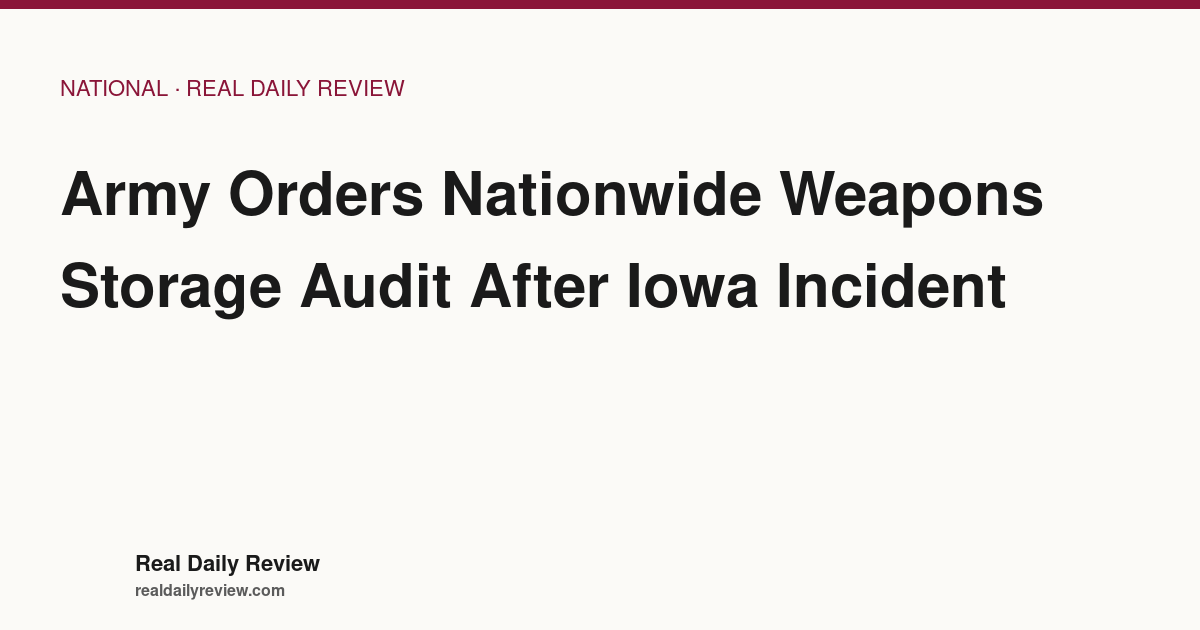 NATIONAL · REAL DAILY REVIEW
Army Orders Nationwide Weapons
Storage Audit After Iowa Incident
Real Daily Review
realdailyreview.com